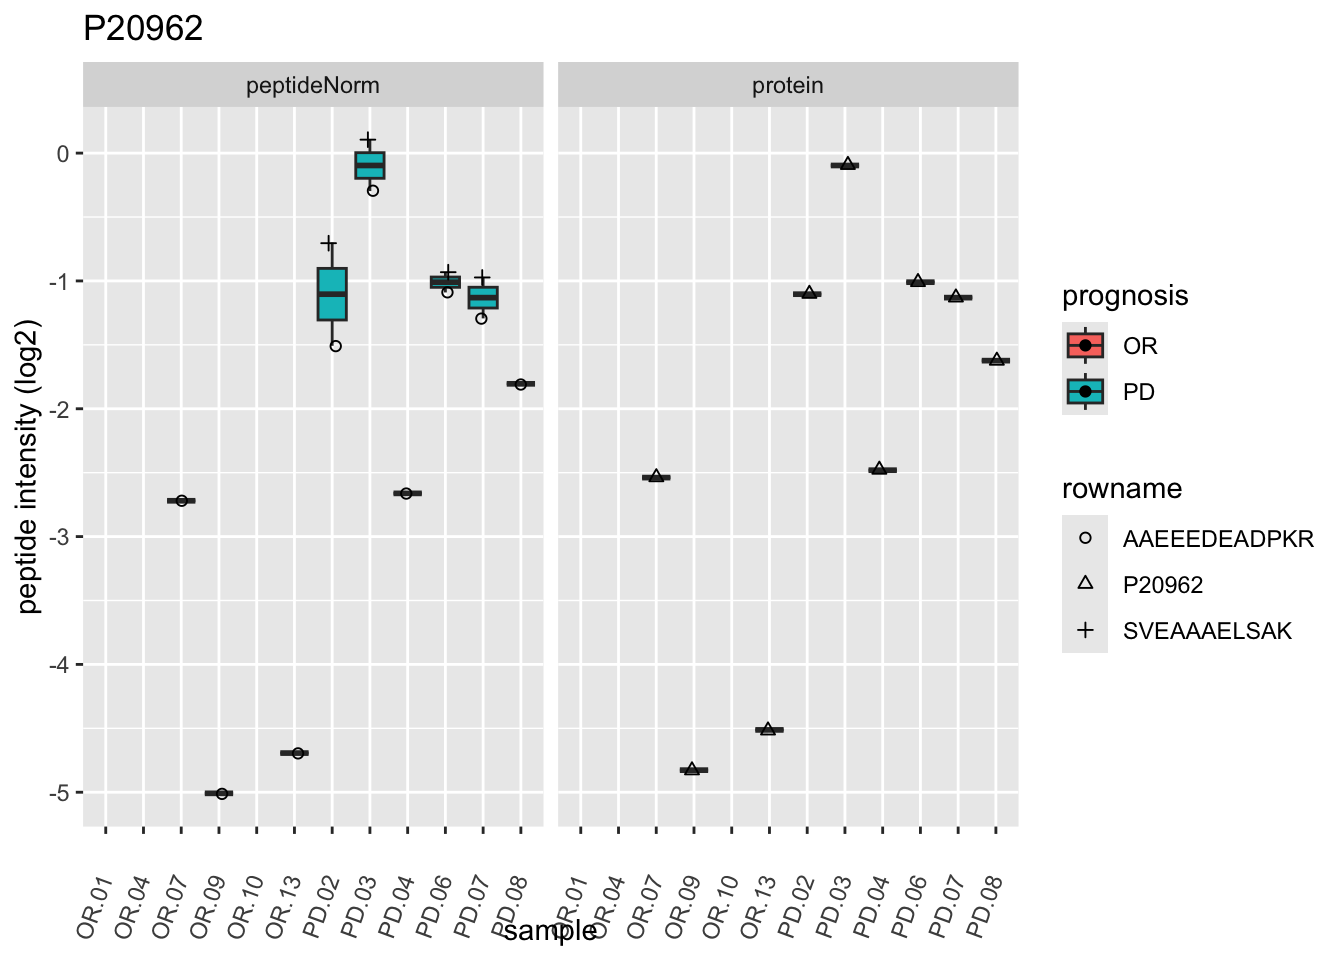 P20962
peptideNorm
protein
peptide intensity (log2)
0
-1
-2
-3
-4
-5
OR.01
OR.04
OR.07
OR.09
OR.10
OR.13
PD.02
PD.03
PD.04
PD.06
PD.07
PD.08
OR.01
OR.04
OR.07
OR.09
OR.10
OR.13
PD.02
PD.03
PD.04
PD.06
PD.07
PD.08
sample
prognosis
OR
PD
rowname
AAEEEDEADPKR
P20962
SVEAAAELSAK